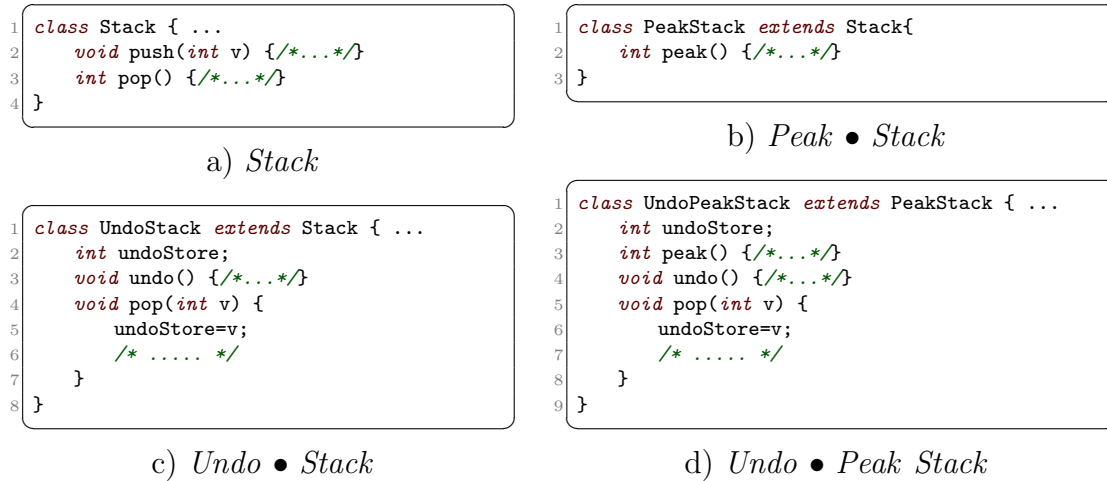 1 class Stack { ...
2 void push(int v) {/*...*/}
3 int pop() {/*...*/}
4 }
a) Stack
1 class PeakStack extends Stack{
2 int peak() {/*...*/}
3 }
b) Peak • Stack
1 class UndoStack extends Stack { ...
2 int undoStore;
3 void undo() {/*...*/}
4 void pop(int v) {
5 undoStore=v;
6 /* ..... */
7 }
8 }
c) Undo • Stack
1 class UndoPeakStack extends PeakStack { ...
2 int undoStore;
3 int peak() {/*...*/}
4 void undo() {/*...*/}
5 void pop(int v) {
6 undoStore=v;
7 /* ..... */
8 }
9 }
d) Undo • Peak Stack